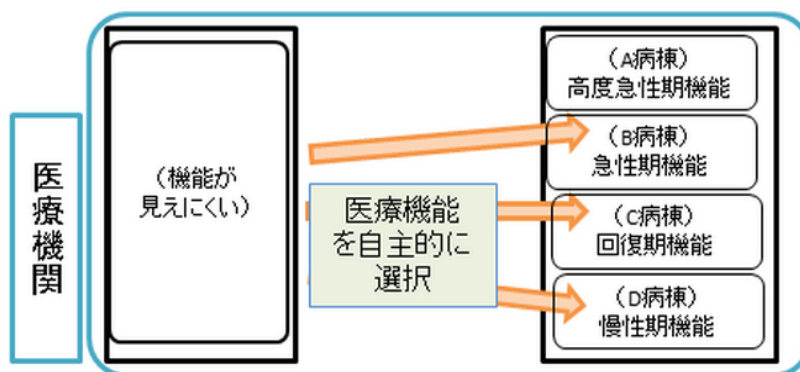 医療機関
（機能が
見えにくい）
医療機能
を自主的に
選択
（A病棟）
高度急性期機能
（B病棟）
急性期機能
（C病棟）
回復期機能
（D病棟）
慢性期機能